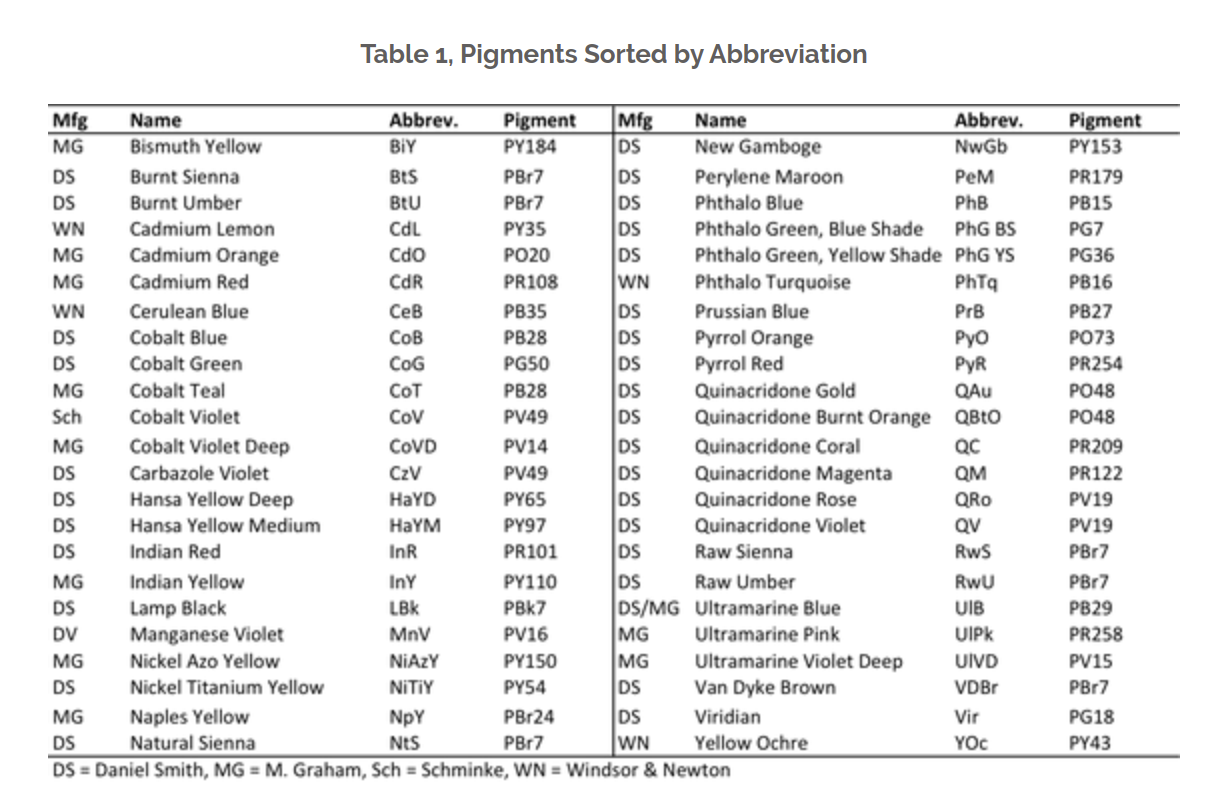 Table 1, Pigments Sorted by Abbreviation
Mfg Name Abbrev. Pigment Mfg Name Abbrev. Pigment
MG Bismuth Yellow BiY PY184 DS New Gamboge NwGb PY153
DS Burnt Sienna BtS PBr7 DS Perylene Maroon PeM PR179
DS Burnt Umber BtU PBr7 DS Phthalo Blue PhB PB15
WN Cadmium Lemon CdL PY35 DS Phthalo Green, Blue Shade PhG BS PG7
MG Cadmium Orange CdO PO20 DS Phthalo Green, Yellow Shade PhG YS PG36
MG Cadmium Red CdR PR108 WN Phthalo Turquoise PhTq PB16
WN Cerulean Blue CeB PB35 DS Prussian Blue PrB PB27
DS Cobalt Blue CoB PB28 DS Pyrrol Orange PyO PO73
DS Cobalt Green CoG PG50 DS Pyrrol Red PyR PR254
MG Cobalt Teal CoT PB28 DS Quinacridone Gold QAu PO48
Sch Cobalt Violet CoV PV49 DS Quinacridone Burnt Orange QBtO PO48
MG Cobalt Violet Deep CoVD PV14 DS Quinacridone Coral QC PR209
DS Carbazole Violet CzV PV49 DS Quinacridone Magenta QM PR122
DS Hansa Yellow Deep HaYD PY65 DS Quinacridone Rose QRo PV19
DS Hansa Yellow Medium HaYM PY97 DS Quinacridone Violet QV PV19
DS Indian Red InR PR101 DS Raw Sienna RwS PBr7
MG Indian Yellow InY PY110 DS Raw Umber RwU PBr7
DS Lamp Black LBk PBk7 DS/MG Ultramarine Blue UlB PB29
DV Manganese Violet MnV PV16 MG Ultramarine Pink UlPk PR258
MG Nickel Azo Yellow NiAzY PY150 MG Ultramarine Violet Deep UlVD PV15
DS Nickel Titanium Yellow NiTiY PY54 DS Van Dyke Brown VDBr PBr7
MG Naples Yellow NpY PBr24 DS Viridian Vir PG18
DS Natural Sienna NtS PBr7 WN Yellow Ochre YOc PY43
DS = Daniel Smith, MG = M. Graham, Sch = Schminke, WN = Windsor & Newton